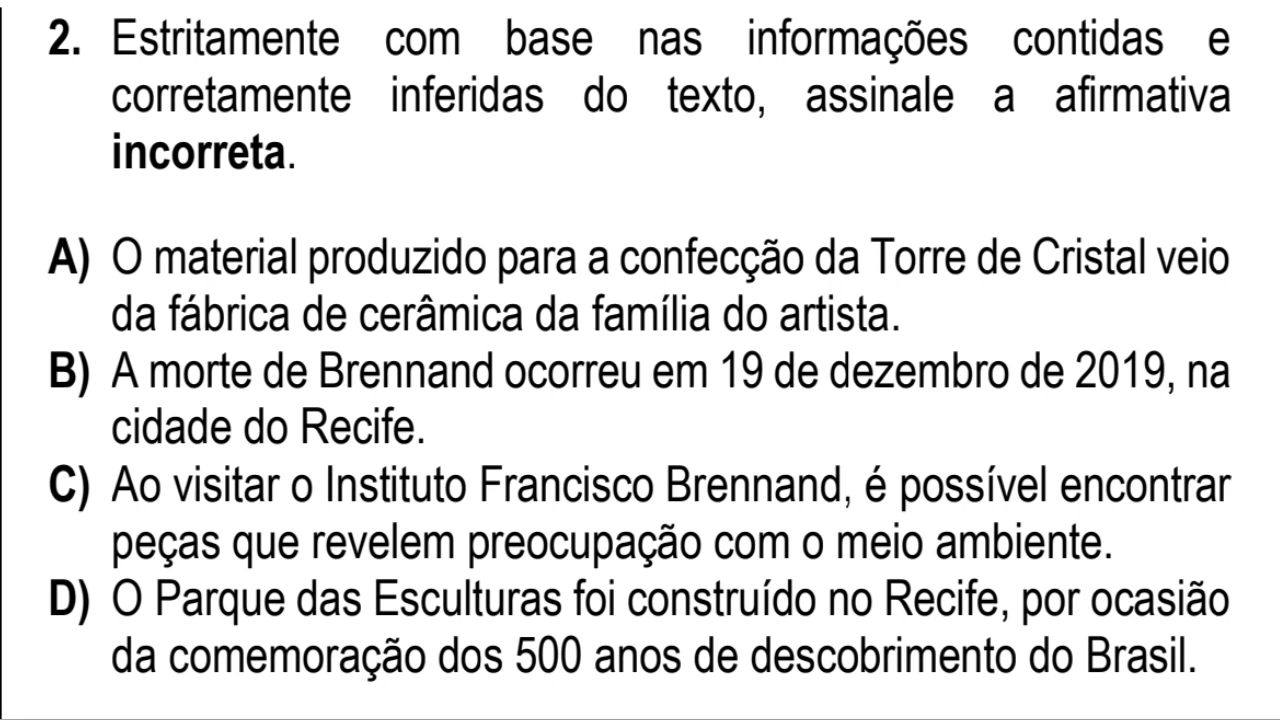 2. Estritamente com base nas informações contidas e
corretamente inferidas do texto, assinale a afirmativa
incorreta.
A) O material produzido para a confecção da Torre de Cristal veio
da fábrica de cerâmica da família do artista.
B) A morte de Brennand ocorreu em 19 de dezembro de 2019, na
cidade do Recife.
C) Ao visitar o Instituto Francisco Brennand, é possível encontrar
peças que revelem preocupação com o meio ambiente.
D) O Parque das Esculturas foi construído no Recife, por ocasião
da comemoração dos 500 anos de descobrimento do Brasil.